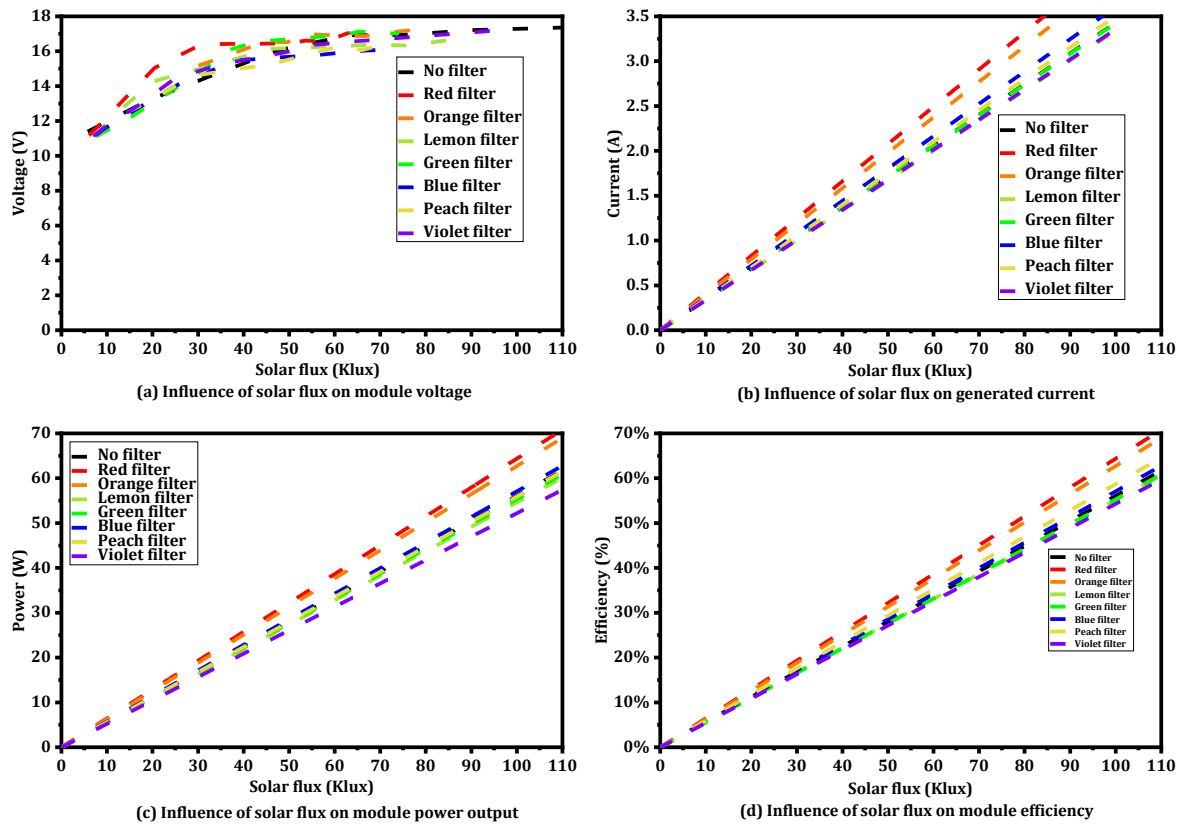 18
16
14
12
10
8
6
4
2
0
Voltage (V)
No filter
Red filter
Orange filter
Lemon filter
Green filter
Blue filter
Peach filter
Violet filter
0 10 20 30 40 50 60 70 80 90 100 110
Solar flux (Klux)
(a) Influence of solar flux on module voltage
3.5
3.0
2.5
2.0
1.5
1.0
0.5
0.0
Current (A)
No filter
Red filter
Orange filter
Lemon filter
Green filter
Blue filter
Peach filter
Violet filter
0 10 20 30 40 50 60 70 80 90 100 110
Solar flux (Klux)
(b) Influence of solar flux on generated current
70
60
50
40
30
20
10
0
Power (W)
No filter
Red filter
Orange filter
Lemon filter
Green filter
Blue filter
Peach filter
Violet filter
0 10 20 30 40 50 60 70 80 90 100 110
Solar flux (Klux)
(c) Influence of solar flux on module power output
70%
60%
50%
40%
30%
20%
10%
0%
Efficiency (%)
No filter
Red filter
Orange filter
Lemon filter
Green filter
Blue filter
Peach filter
Violet filter
0 10 20 30 40 50 60 70 80 90 100 110
Solar flux (Klux)
(d) Influence of solar flux on module efficiency